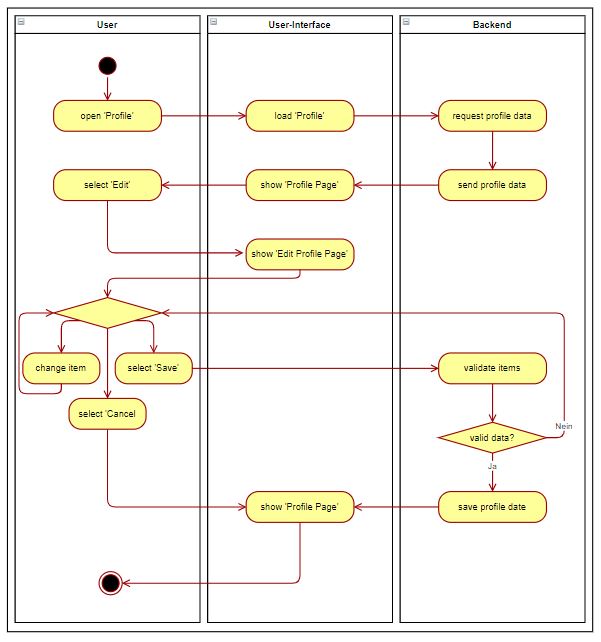 User
User-Interface
Backend
open 'Profile'
load 'Profile'
request profile data
select 'Edit'
show 'Profile Page'
send profile data
show 'Edit Profile Page'
change item
select 'Save'
validate items
select 'Cancel
valid data?
Nein
Ja
show 'Profile Page'
save profile date